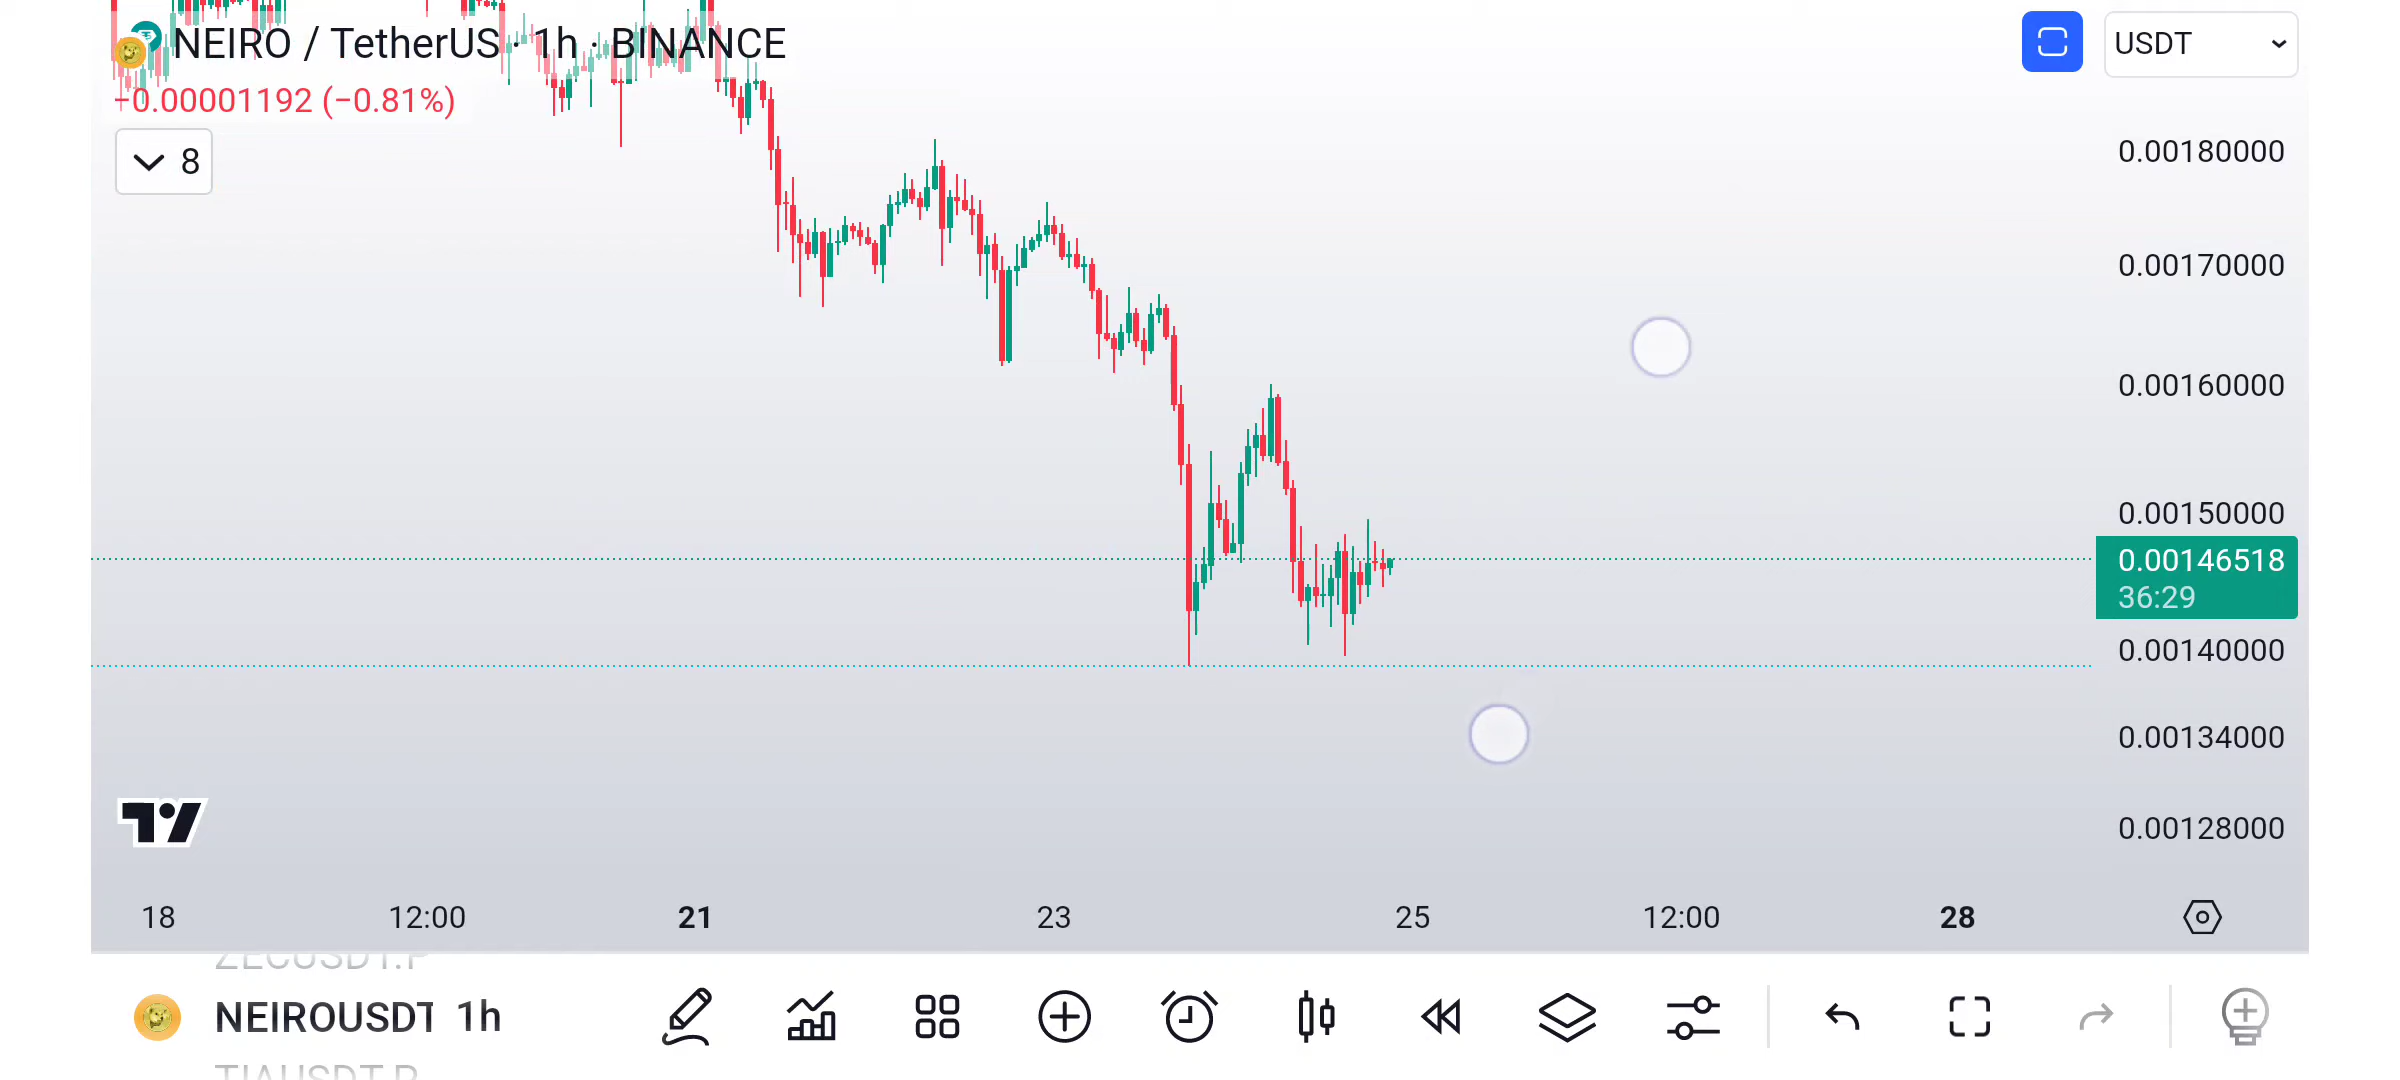 NEIRO / TetherUS · 1h · BINANCE
−0.00001192 (−0.81%)
8
USDT
0.00180000
0.00170000
0.00160000
0.00150000
0.00146518
36:29
0.00140000
0.00134000
0.00128000
18 12:00 21 23 25 12:00 28
ZECUSDT.P
NEIROUSDT 1h
TIAUSDT.P